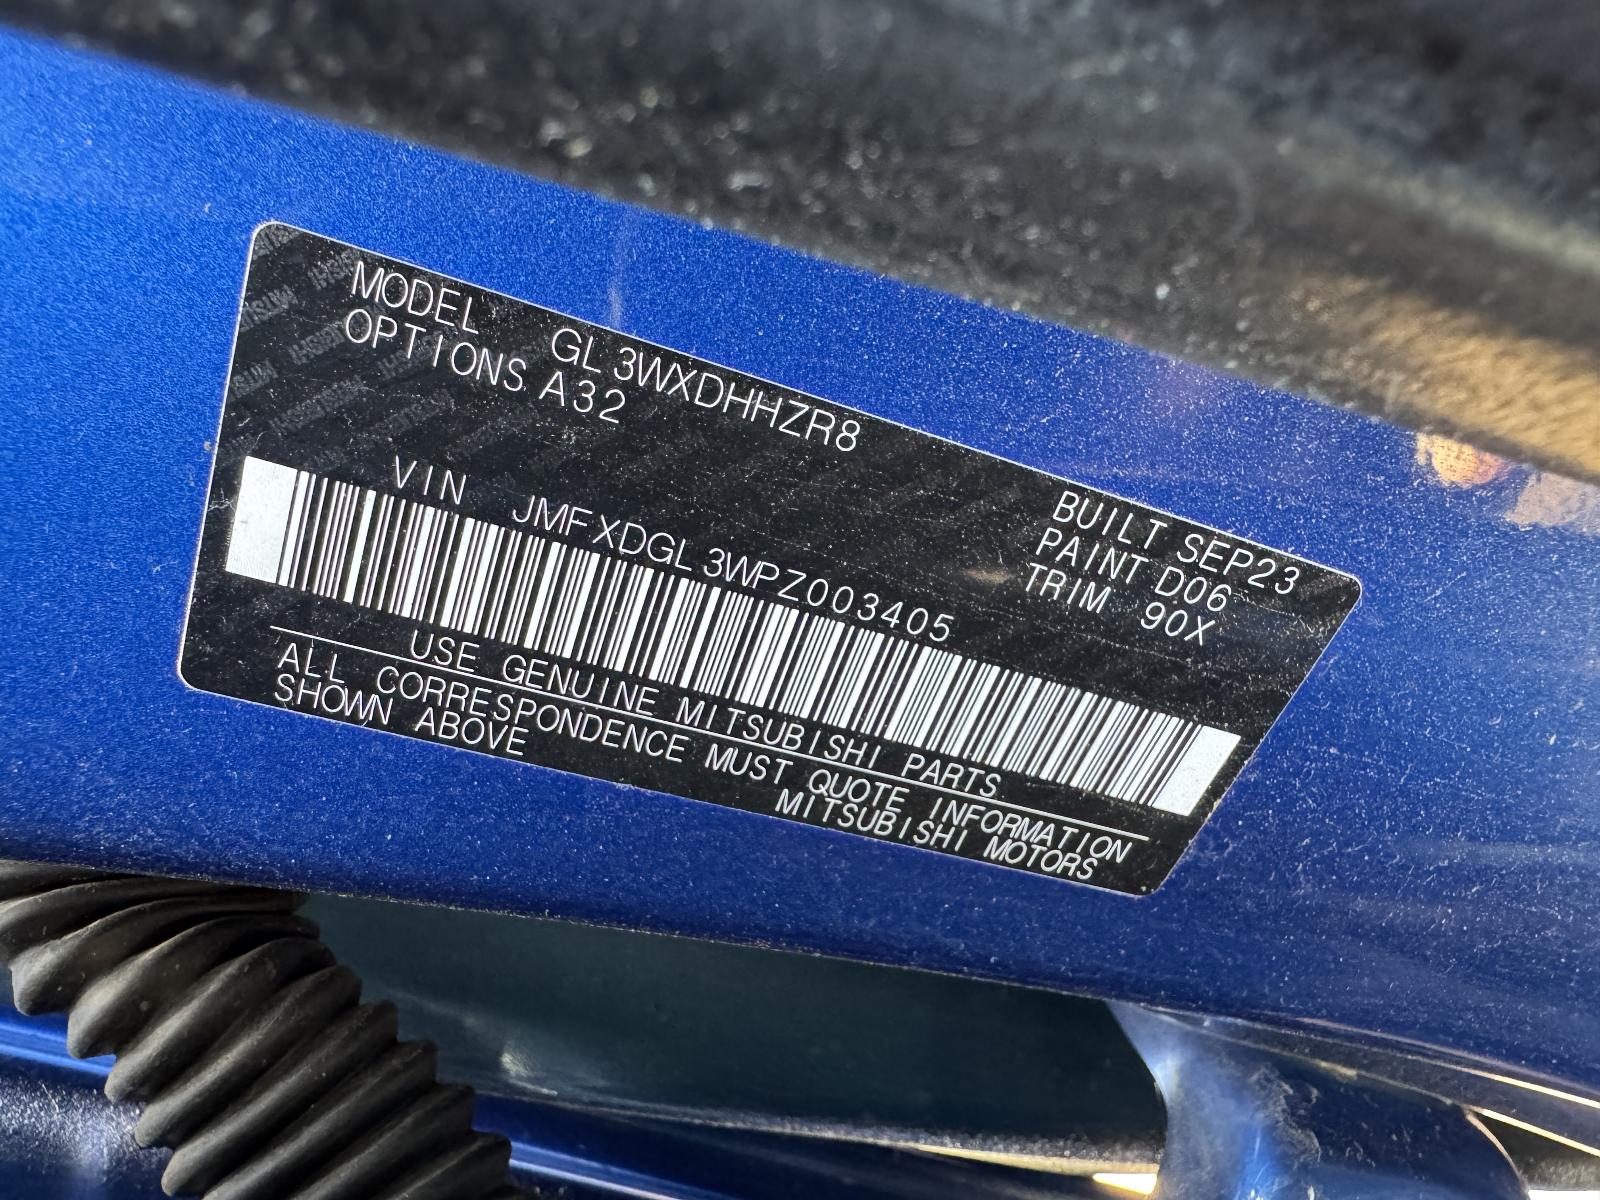 MODEL GL3WXDHHZR8
OPTIONS A32
BUILT SEP23
PAINT D06
TRIM 90X
VIN JMFXDGL3WPZ003405
USE GENUINE MITSUBISHI PARTS
ALL CORRESPONDENCE MUST QUOTE INFORMATION
SHOWN ABOVE
MITSUBISHI MOTORS